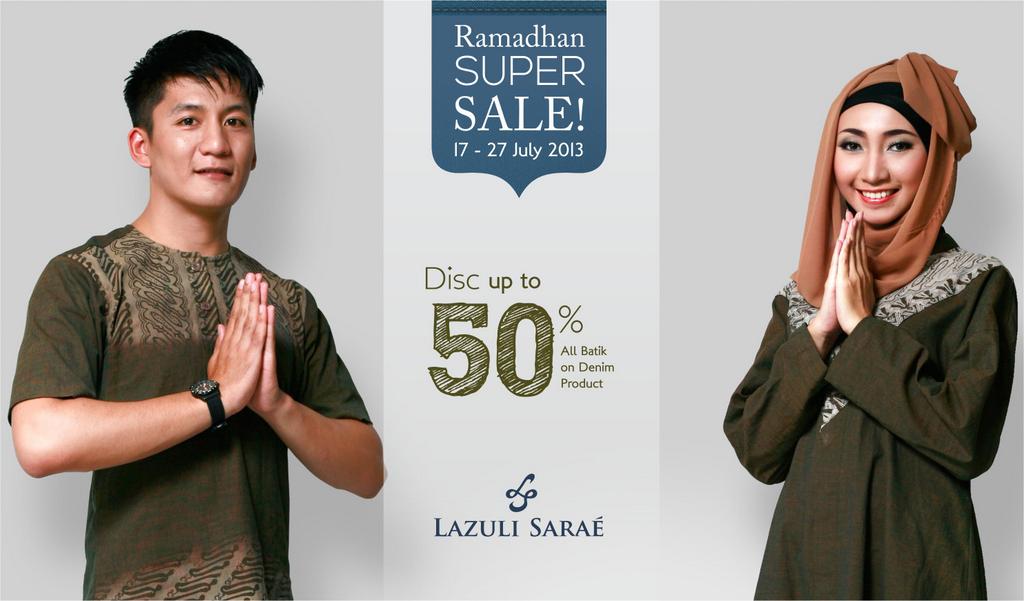 Ramadhan
SUPER
SALE!
17 - 27 July 2013
Disc up to
50%
All Batik
on Denim
Product
LAZULI SARAÉ